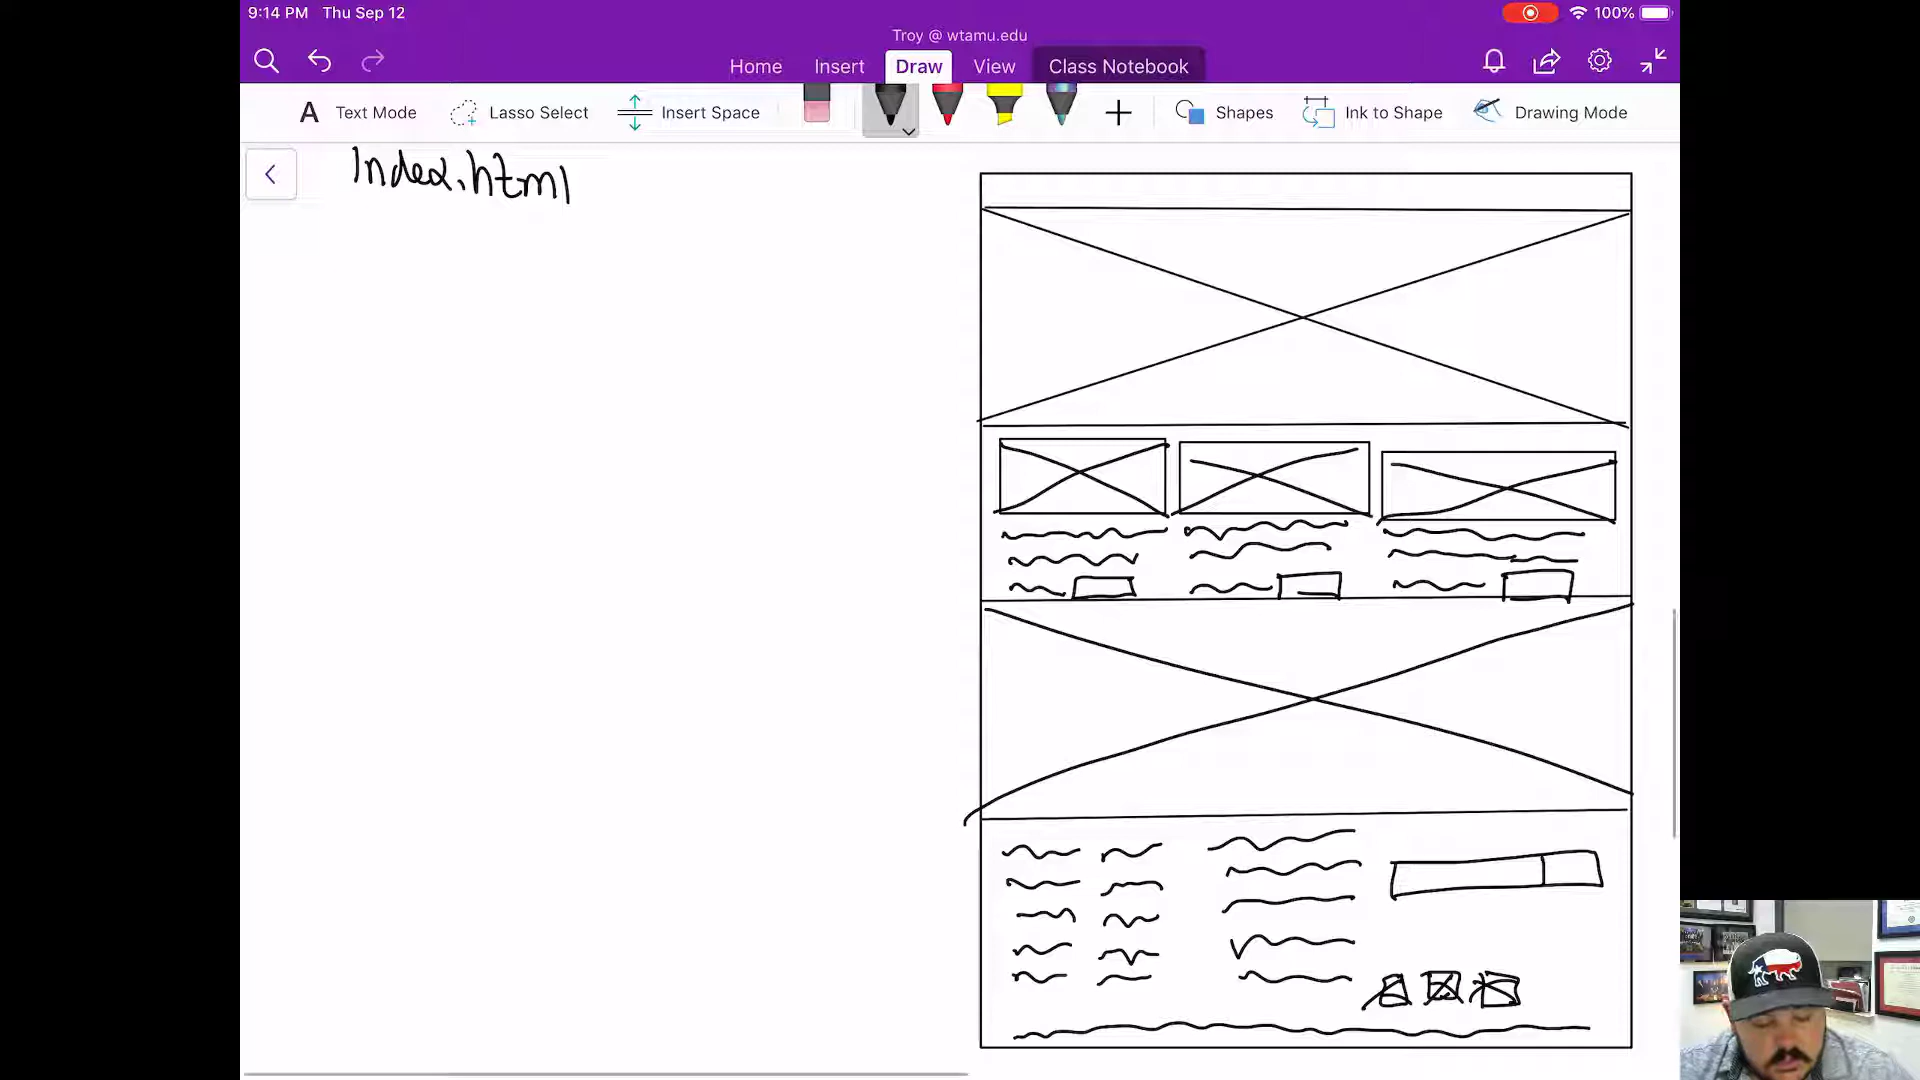 9:14 PM Thu Sep 12
100%
Troy @ wtamu.edu
Home Insert Draw View Class Notebook
A Text Mode Lasso Select Insert Space Shapes Ink to Shape Drawing Mode
Index.html